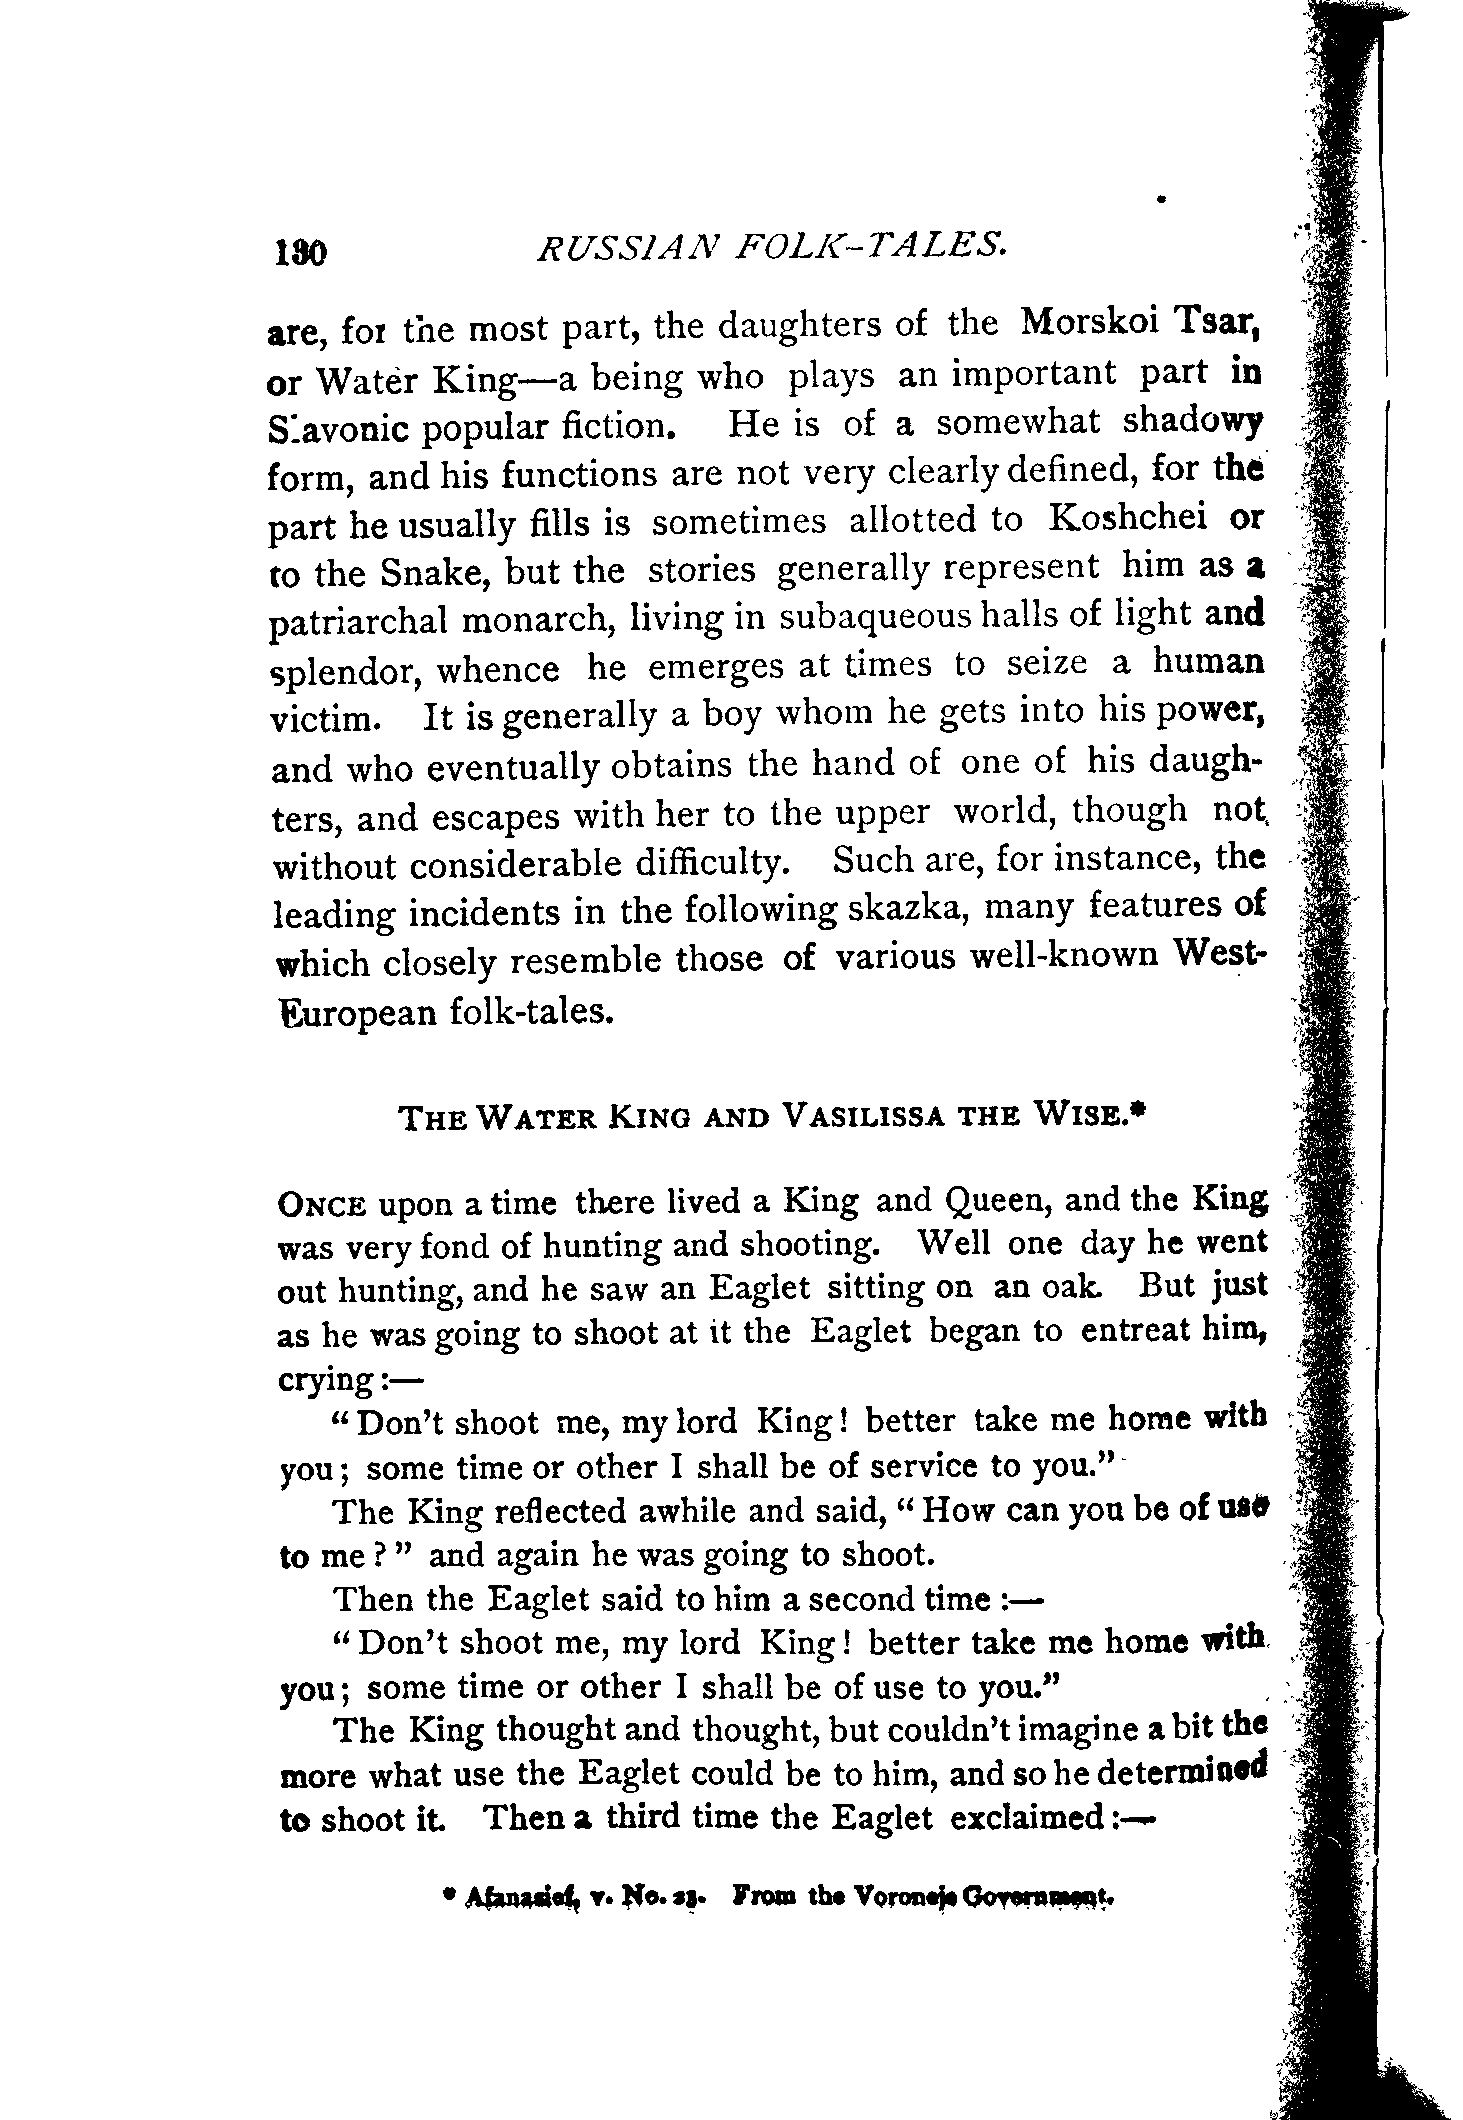 130 RUSSIAN FOLK-TALES.
are, for the most part, the daughters of the Morskoi Tsar,
or Water King—a being who plays an important part in
Slavonic popular fiction. He is of a somewhat shadowy
form, and his functions are not very clearly defined, for the
part he usually fills is sometimes allotted to Koshchei or
to the Snake, but the stories generally represent him as a
patriarchal monarch, living in subaqueous halls of light and
splendor, whence he emerges at times to seize a human
victim. It is generally a boy whom he gets into his power,
and who eventually obtains the hand of one of his daugh-
ters, and escapes with her to the upper world, though not
without considerable difficulty. Such are, for instance, the
leading incidents in the following skazka, many features of
which closely resemble those of various well-known West-
European folk-tales.
THE WATER KING AND VASILISSA THE WISE.*
ONCE upon a time there lived a King and Queen, and the King
was very fond of hunting and shooting. Well one day he went
out hunting, and he saw an Eaglet sitting on an oak. But just
as he was going to shoot at it the Eaglet began to entreat him,
crying:—
"Don't shoot me, my lord King! better take me home with
you; some time or other I shall be of service to you."
The King reflected awhile and said, "How can you be of use
to me?" and again he was going to shoot.
Then the Eaglet said to him a second time:—
"Don't shoot me, my lord King! better take me home with
you; some time or other I shall be of use to you."
The King thought and thought, but couldn't imagine a bit the
more what use the Eaglet could be to him, and so he determined
to shoot it. Then a third time the Eaglet exclaimed:—
* Afanasief, v. No. 23. From the Voroneje Government.